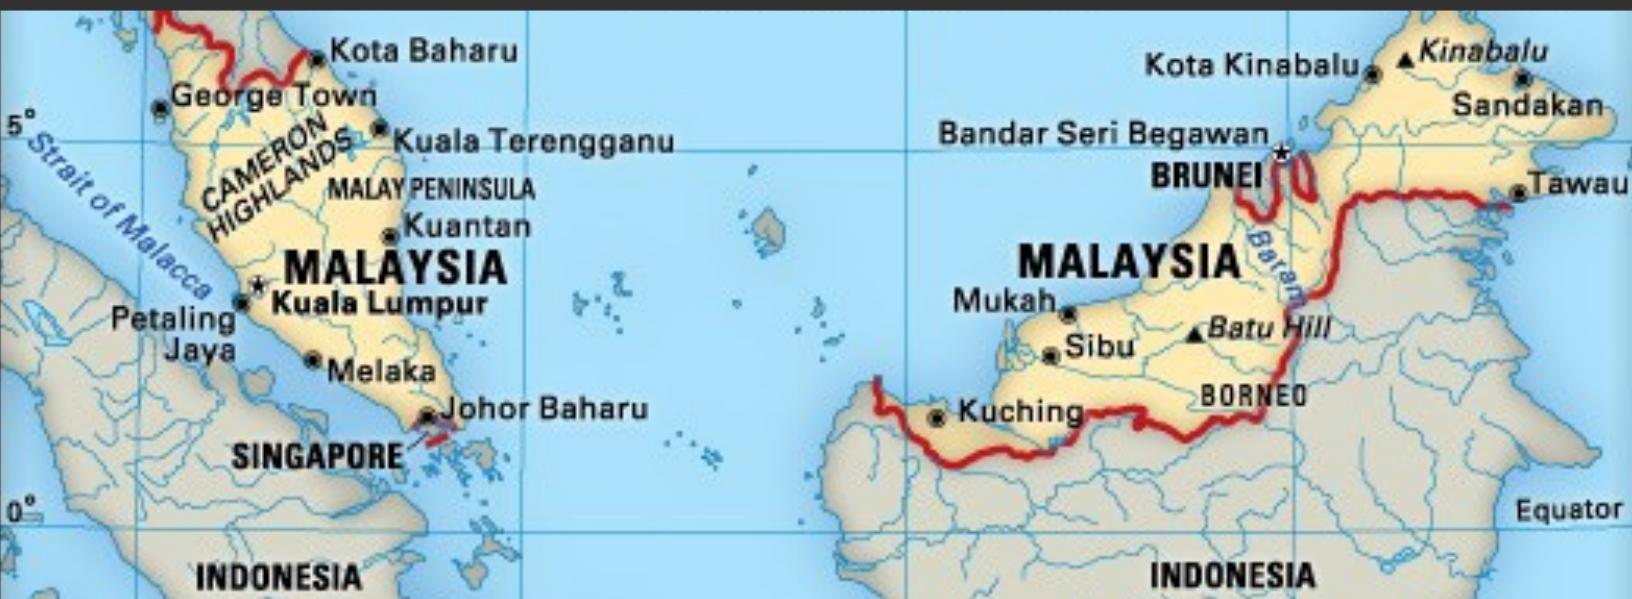 Kota Baharu
Kota Kinabalu
Kinabalu
George Town
Sandakan
5°
Strait of Malacca
CAMERON
HIGHLANDS
Kuala Terengganu
Bandar Seri Begawan
BRUNEI
MALAY PENINSULA
Tawau
Kuantan
Baram
MALAYSIA
MALAYSIA
Kuala Lumpur
Mukah
Petaling
Jaya
Batu Hill
Sibu
Melaka
BORNEO
Johor Baharu
Kuching
SINGAPORE
0°
Equator
INDONESIA
INDONESIA